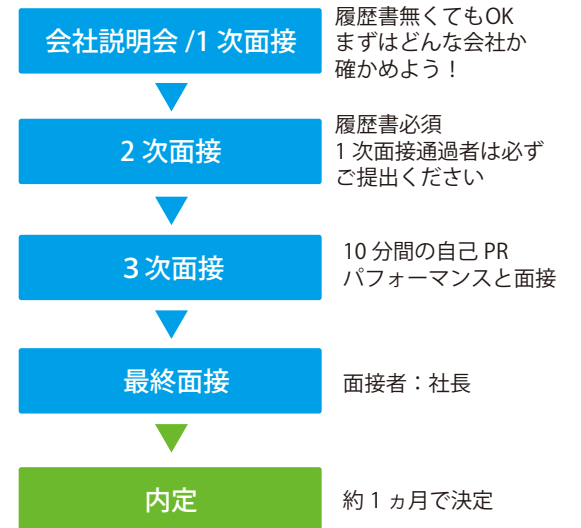 会社説明会 /1 次面接
履歴書無くてもOK
まずはどんな会社か
確かめよう！
2 次面接
履歴書必須
1 次面接通過者は必ず
ご提出ください
３次面接
10 分間の自己 PR
パフォーマンスと面接
最終面接
面接者：社長
内定
約 1 ヵ月で決定